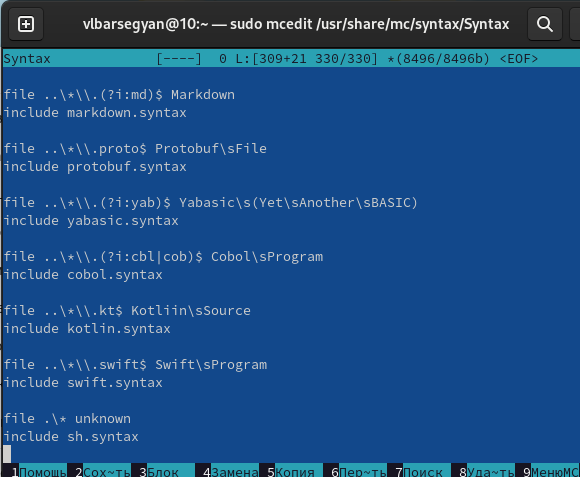 vlbarsegyan@10:~ — sudo mcedit /usr/share/mc/syntax/Syntax
Syntax [----] 0 L:[309+21 330/330] *(8496/8496b) <EOF>
file ..\*\\.(?i:md)$ Markdown
include markdown.syntax
file ..\*\\.proto$ Protobuf\sFile
include protobuf.syntax
file ..\*\\.(?i:yab)$ Yabasic\s(Yet\sAnother\sBASIC)
include yabasic.syntax
file ..\*\\.(?i:cbl|cob)$ Cobol\sProgram
include cobol.syntax
file ..\*\\.kt$ Kotliin\sSource
include kotlin.syntax
file ..\*\\.swift$ Swift\sProgram
include swift.syntax
file .\* unknown
include sh.syntax
1Помощь 2Сох~ть 3Блок 4Замена 5Копия 6Пер~ть 7Поиск 8Уда~ть 9МенюМС